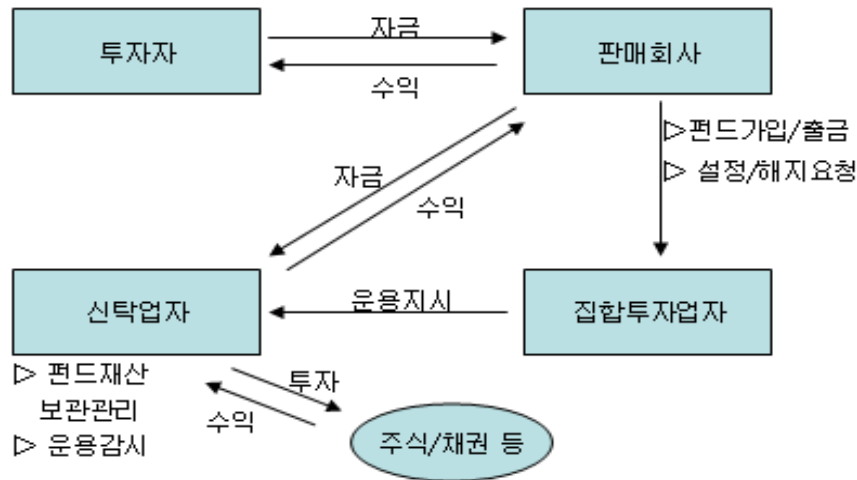 자금
투자자
판매회사
수익
▷펀드가입/출금
▷ 설정/해지요청
자금
수익
신탁업자
운용지시
집합투자업자
▷ 펀드재산
보관관리
▷ 운용감시
투자
수익
주식/채권 등